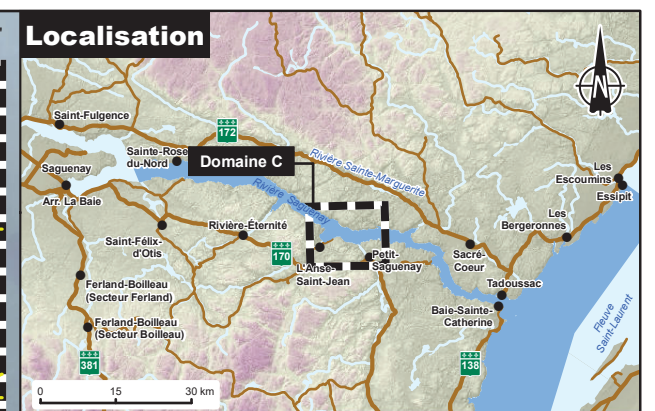 Localisation
N
Saint-Fulgence
172
Sainte-Rose
du-Nord
Domaine C
Rivière Sainte-Marguerite
Saguenay
Arr. La Baie
Rivière Saguenay
Les
Escoumins
Essipit
Les
Bergeronnes
Rivière-Éternité
Saint-Félix-
d'Otis
170
L'Anse-
Saint-Jean
Petit-
Saguenay
Sacré-
Coeur
Tadoussac
Ferland-Boilleau
(Secteur Ferland)
Baie-Sainte-
Catherine
Fleuve
Saint-Laurent
Ferland-Boilleau
(Secteur Boilleau)
381
138
0 15 30 km